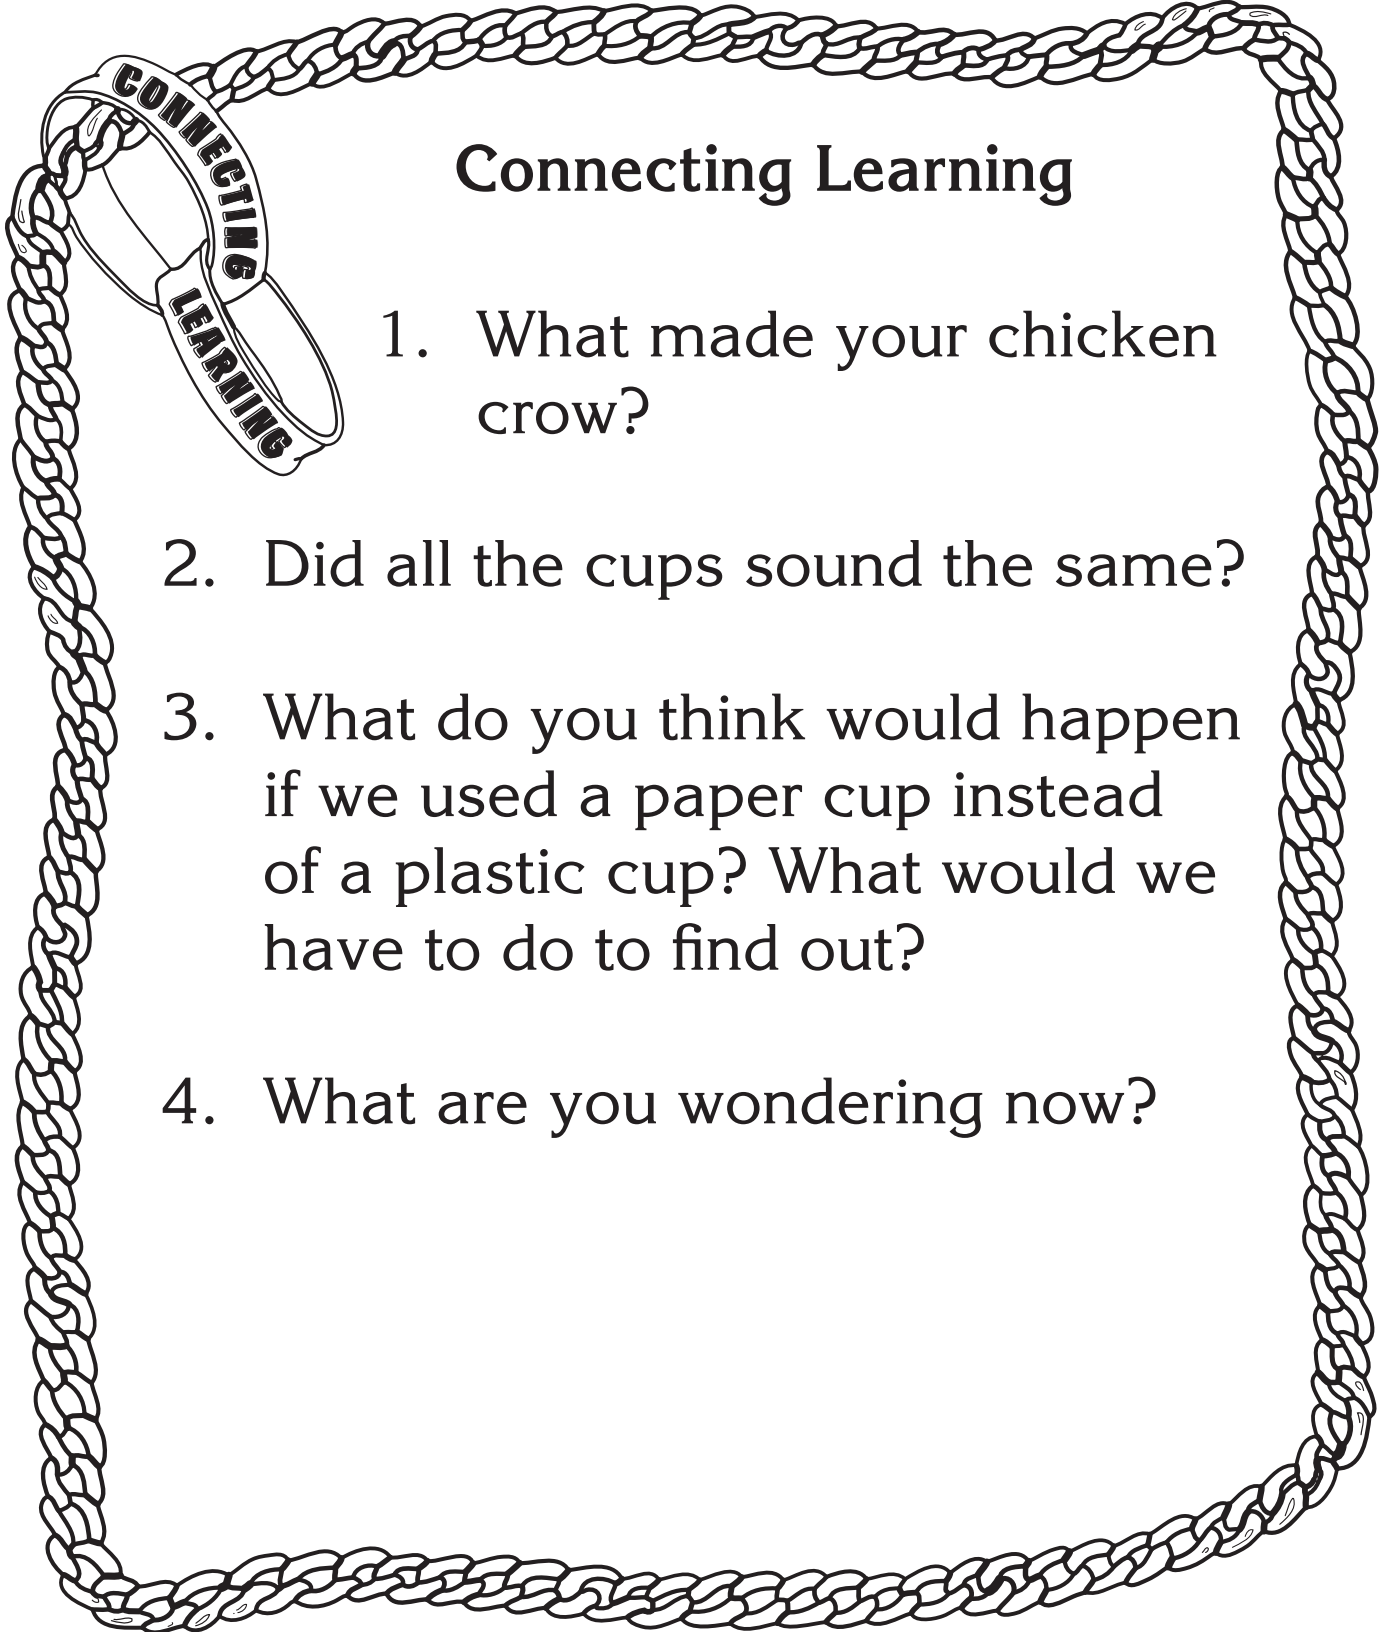 CONNECTING
LEARNING
Connecting Learning
1. What made your chicken
crow?
2. Did all the cups sound the same?
3. What do you think would happen
if we used a paper cup instead
of a plastic cup? What would we
have to do to find out?
4. What are you wondering now?